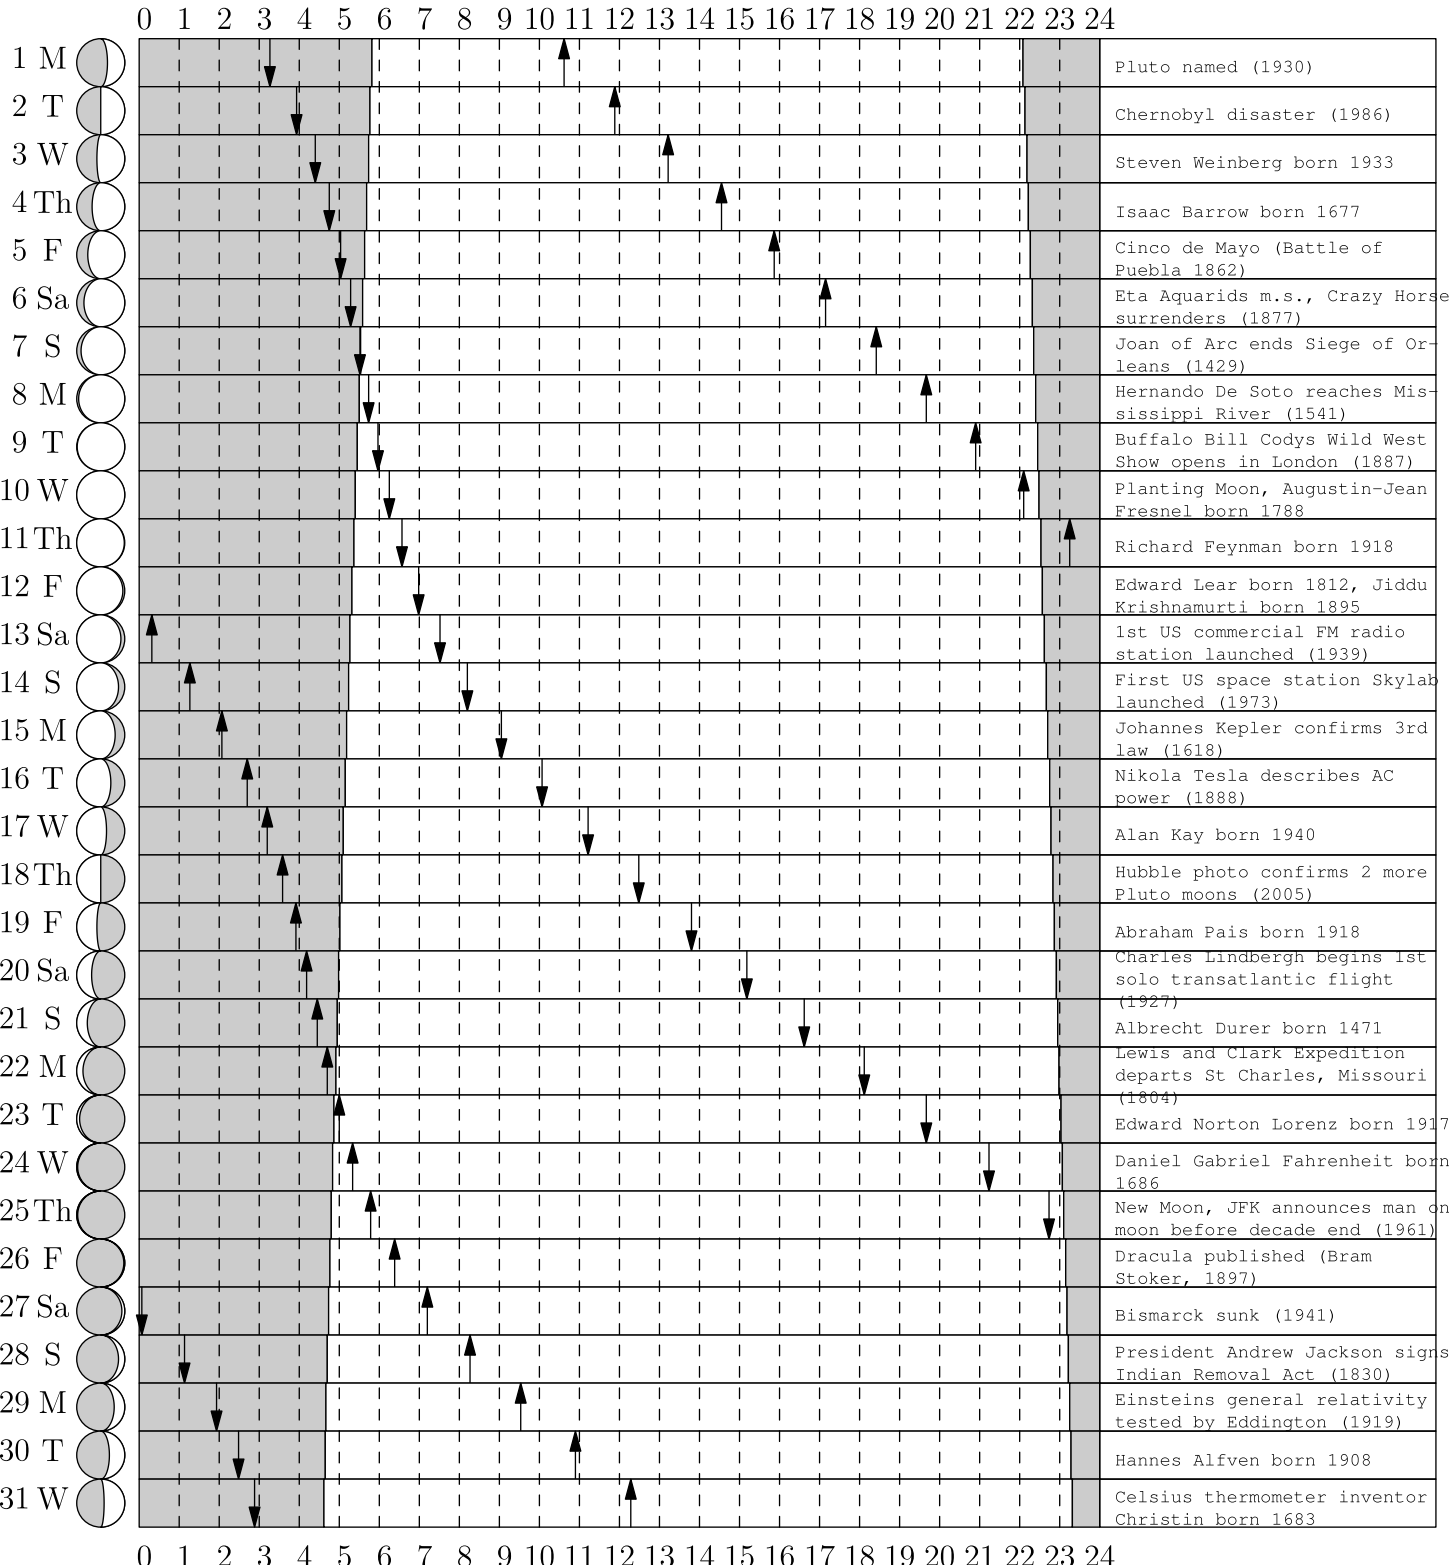 0 1 2 3 4 5 6 7 8 9 10 11 12 13 14 15 16 17 18 19 20 21 22 23 24
1 M Pluto named (1930)
2 T Chernobyl disaster (1986)
3 W Steven Weinberg born 1933
4 Th Isaac Barrow born 1677
5 F Cinco de Mayo (Battle of
Puebla 1862)
6 Sa Eta Aquarids m.s., Crazy Horse
surrenders (1877)
7 S Joan of Arc ends Siege of Or-
leans (1429)
8 M Hernando De Soto reaches Mis-
sissippi River (1541)
9 T Buffalo Bill Codys Wild West
Show opens in London (1887)
10 W Planting Moon, Augustin-Jean
Fresnel born 1788
11 Th Richard Feynman born 1918
12 F Edward Lear born 1812, Jiddu
Krishnamurti born 1895
13 Sa 1st US commercial FM radio
station launched (1939)
14 S First US space station Skylab
launched (1973)
15 M Johannes Kepler confirms 3rd
law (1618)
16 T Nikola Tesla describes AC
power (1888)
17 W Alan Kay born 1940
18 Th Hubble photo confirms 2 more
Pluto moons (2005)
19 F Abraham Pais born 1918
20 Sa Charles Lindbergh begins 1st
solo transatlantic flight
(1927)
21 S Albrecht Durer born 1471
22 M Lewis and Clark Expedition
departs St Charles, Missouri
(1804)
23 T Edward Norton Lorenz born 1917
24 W Daniel Gabriel Fahrenheit born
1686
25 Th New Moon, JFK announces man on
moon before decade end (1961)
26 F Dracula published (Bram
Stoker, 1897)
27 Sa Bismarck sunk (1941)
28 S President Andrew Jackson signs
Indian Removal Act (1830)
29 M Einsteins general relativity
tested by Eddington (1919)
30 T Hannes Alfven born 1908
31 W Celsius thermometer inventor
Christin born 1683
0 1 2 3 4 5 6 7 8 9 10 11 12 13 14 15 16 17 18 19 20 21 22 23 24